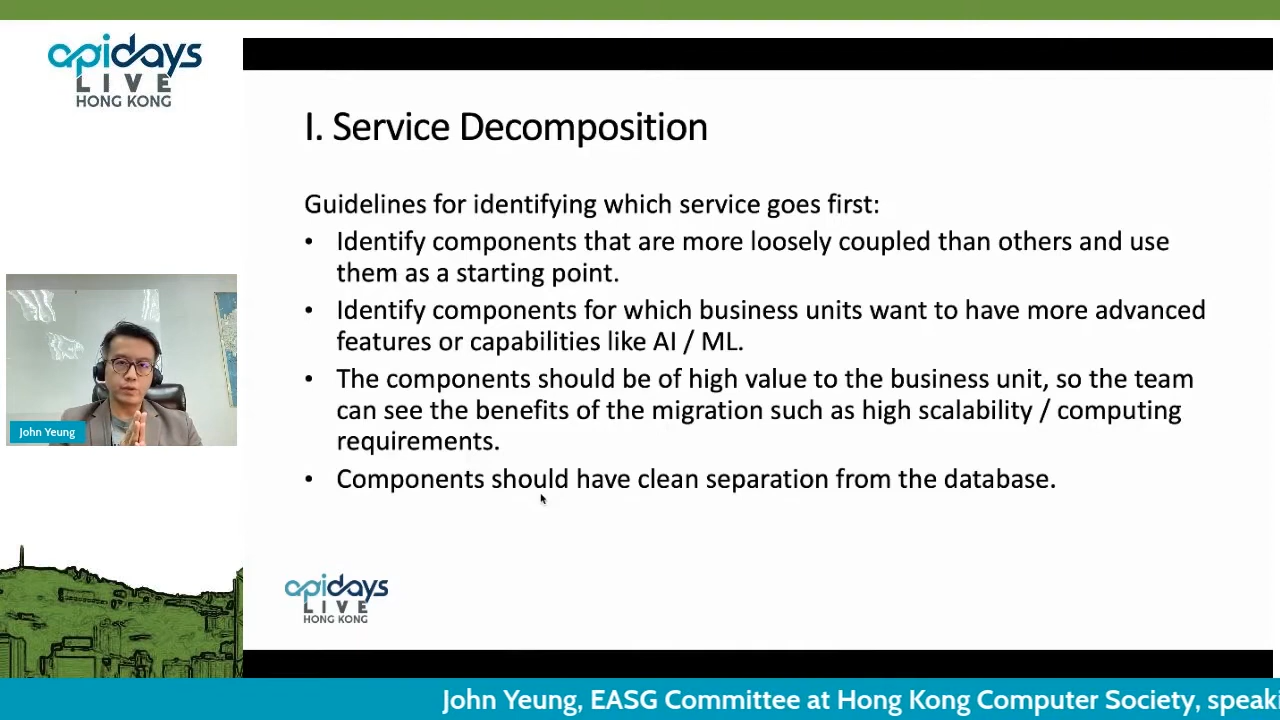 apidays
LIVE
HONG KONG
I. Service Decomposition
Guidelines for identifying which service goes first:
• Identify components that are more loosely coupled than others and use
them as a starting point.
• Identify components for which business units want to have more advanced
features or capabilities like AI / ML.
• The components should be of high value to the business unit, so the team
can see the benefits of the migration such as high scalability / computing
requirements.
• Components should have clean separation from the database.
John Yeung
apidays
LIVE
HONG KONG
John Yeung, EASG Committee at Hong Kong Computer Society, speaki